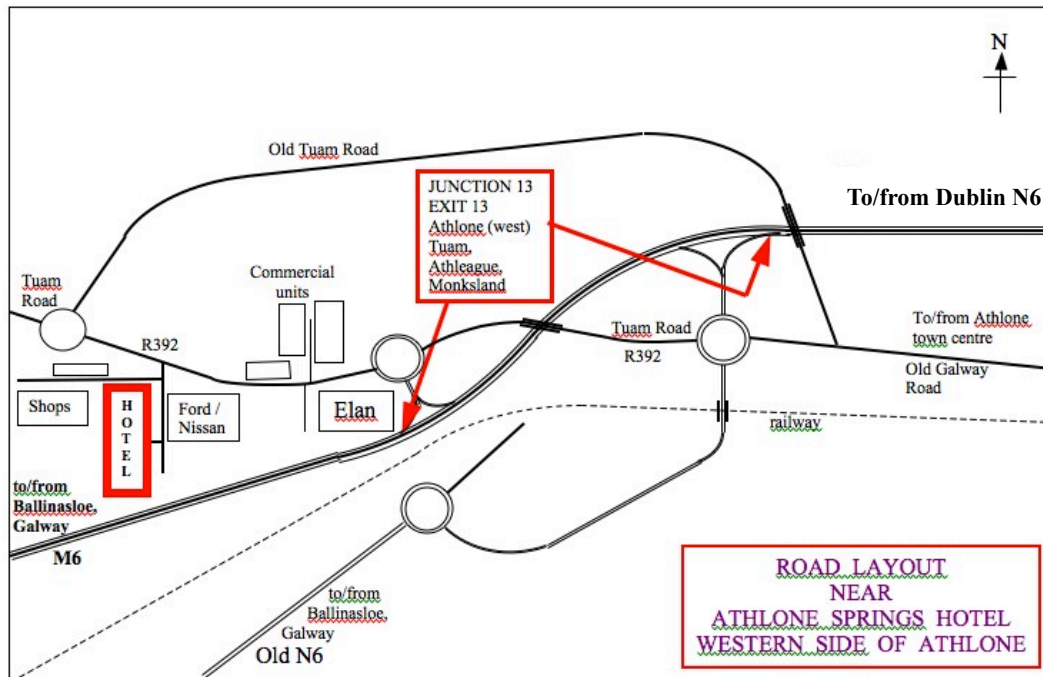 N
Old Tuam Road
JUNCTION 13
EXIT 13
Athlone (west)
Tuam,
Athleague,
Monksland
To/from Dublin N6
Tuam
Road
Commercial
units
R392
Tuam Road
R392
To/from Athlone
town centre
Old Galway
Road
Shops
H
O
T
E
L
Ford /
Nissan
Elan
railway
to/from
Ballinasloe,
Galway
M6
to/from
Ballinasloe,
Galway
Old N6
ROAD LAYOUT
NEAR
ATHLONE SPRINGS HOTEL
WESTERN SIDE OF ATHLONE